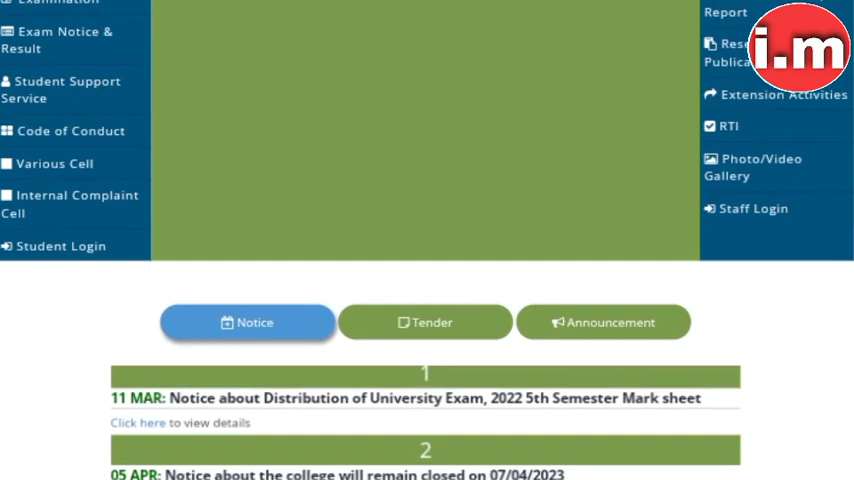 Examination
Exam Notice &
Result
Student Support
Service
Code of Conduct
Various Cell
Internal Complaint
Cell
Student Login
Report
Publica
Extension Activities
RTI
Photo/Video
Gallery
Staff Login
i.m
Notice
Tender
Announcement
1
11 MAR: Notice about Distribution of University Exam, 2022 5th Semester Mark sheet
Click here to view details
2
05 APR: Notice about the college will remain closed on 07/04/2023